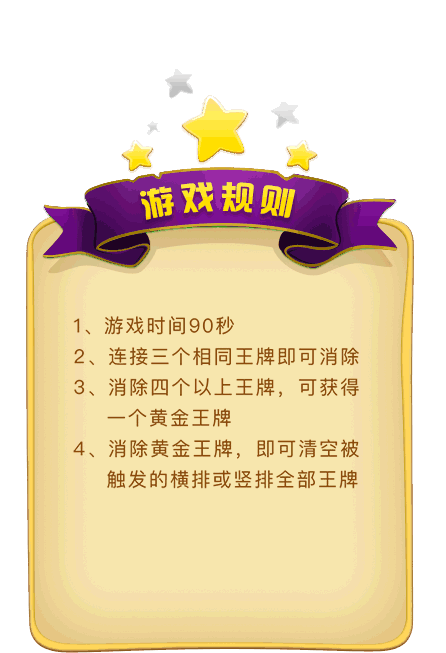 游戏规则
1、游戏时间90秒
2、连接三个相同王牌即可消除
3、消除四个以上王牌，可获得
一个黄金王牌
4、消除黄金王牌，即可清空被
触发的横排或竖排全部王牌